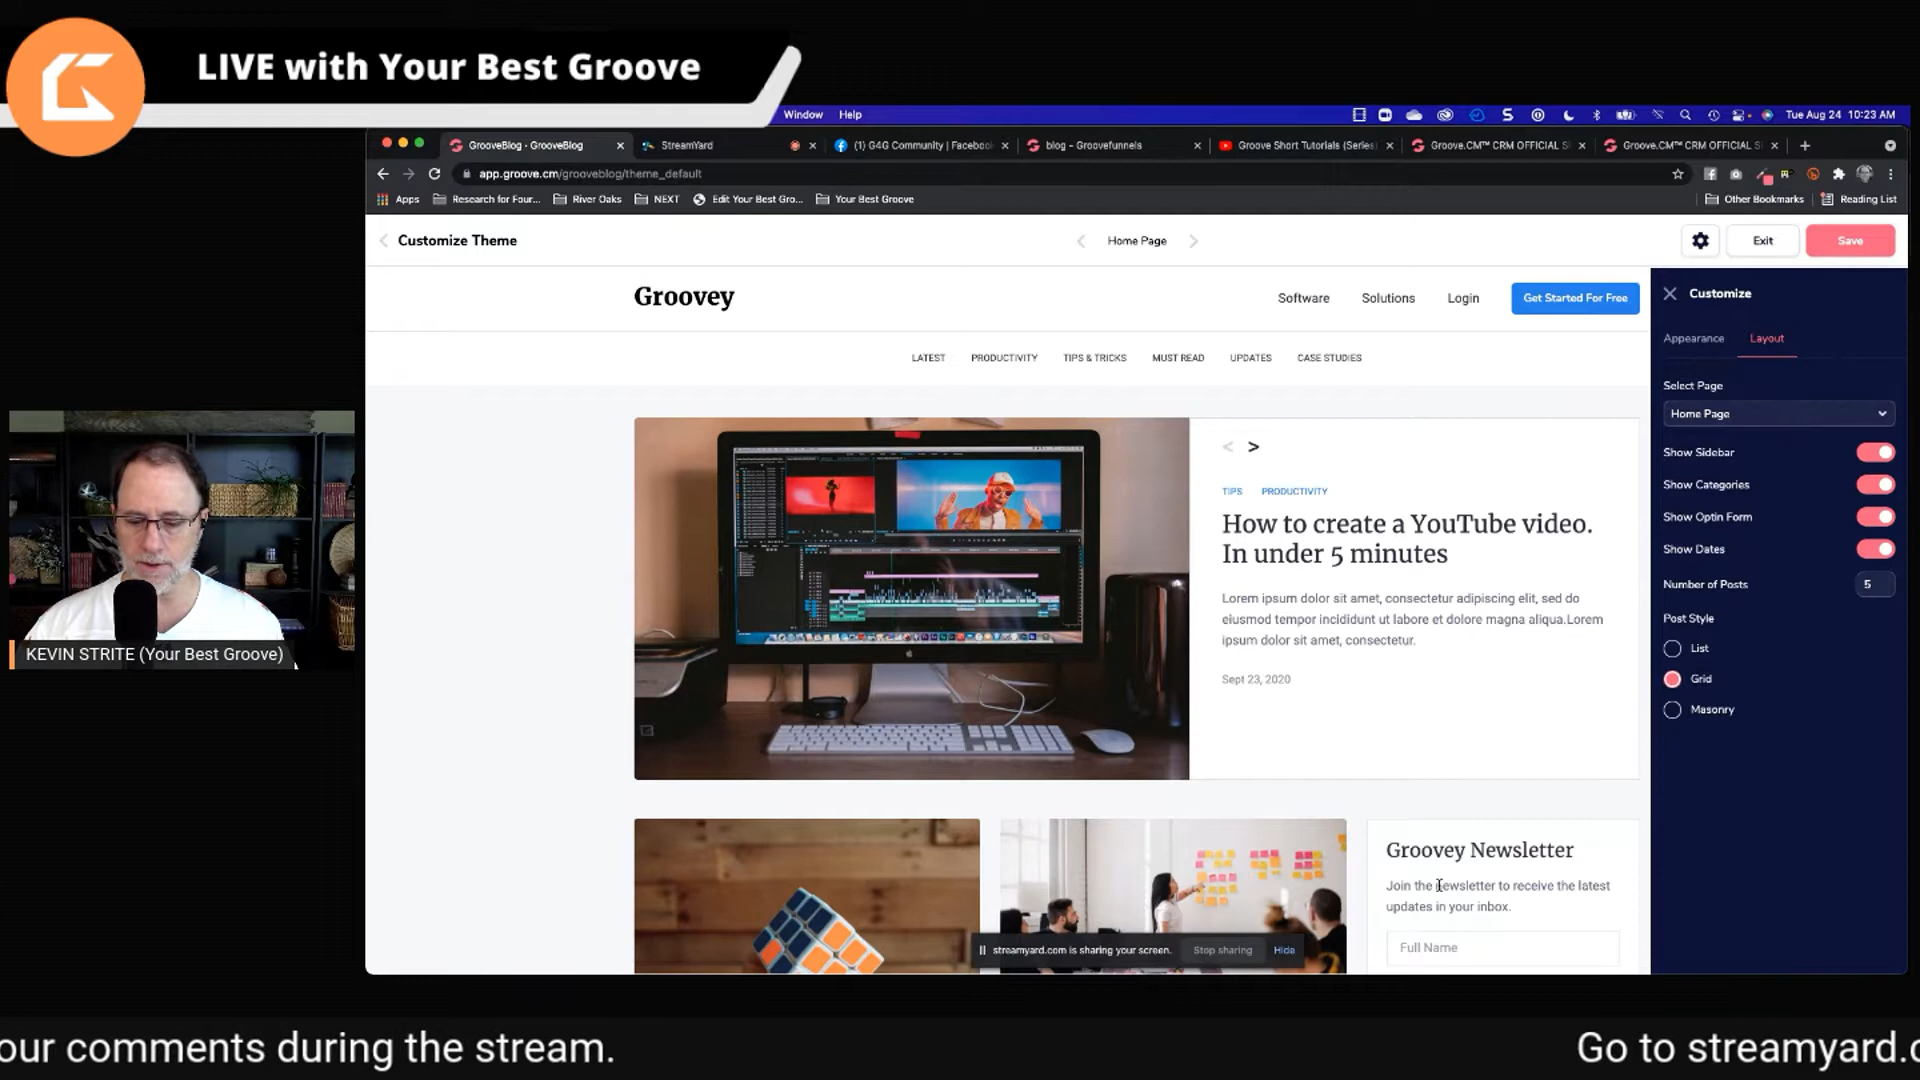 LIVE with Your Best Groove
Window Help
Tue Aug 24 10:23 AM
GrooveBlog - GrooveBlog
StreamYard
(1) G4G Community | Facebook
blog – Groovefunnels
Groove Short Tutorials (Series)
Groove.CM™ CRM OFFICIAL S
Groove.CM™ CRM OFFICIAL S
app.groove.cm/grooveblog/theme_default
Apps
Research for Four...
River Oaks
NEXT
Edit Your Best Gro...
Your Best Groove
Other Bookmarks
Reading List
Customize Theme
Home Page
Exit
Save
Groovey
Software
Solutions
Login
Get Started For Free
LATEST
PRODUCTIVITY
TIPS & TRICKS
MUST READ
UPDATES
CASE STUDIES
< >
TIPS PRODUCTIVITY
How to create a YouTube video.
In under 5 minutes
Lorem ipsum dolor sit amet, consectetur adipiscing elit, sed do
eiusmod tempor incididunt ut labore et dolore magna aliqua.Lorem
ipsum dolor sit amet, consectetur.
Sept 23, 2020
Groovey Newsletter
Join the newsletter to receive the latest
updates in your inbox.
Full Name
streamyard.com is sharing your screen.
Stop sharing
Hide
Customize
Appearance
Layout
Select Page
Home Page
Show Sidebar
Show Categories
Show Optin Form
Show Dates
Number of Posts
5
Post Style
List
Grid
Masonry
KEVIN STRITE (Your Best Groove)
our comments during the stream.
Go to streamyard.c